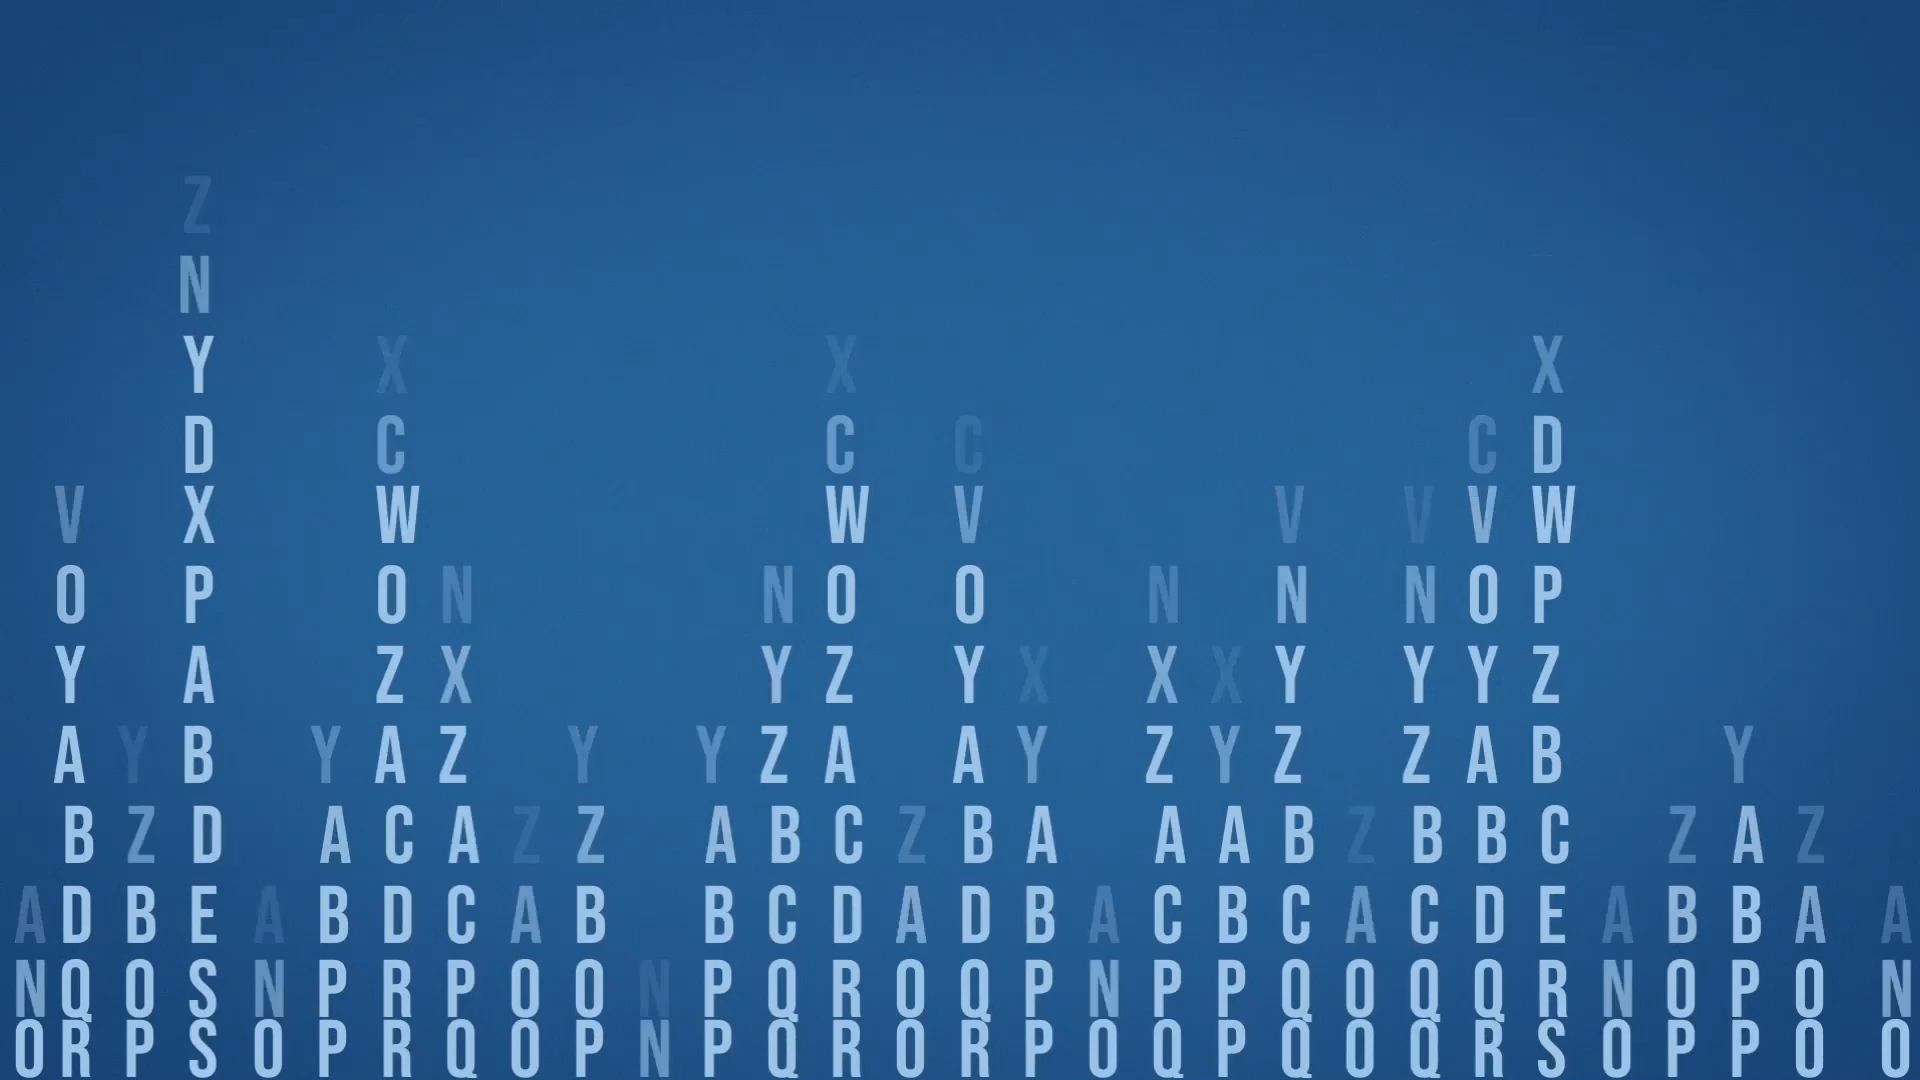 Z
N
Y X X X
D C C C C D
V X W W V V V V W
O P O N N O O N N N O P
Y A Z X Y Z Y X X X Y Y Y Z
A Y B Y A Z Y Y Z A A Y Z Y Z Z A B Y
B Z D A C A Z Z A B C Z B A A A B Z B B C Z A Z
A D B E A B D C A B B C D A D B A C B C A C D E A B B A A
N Q O S N P R P O O N P Q R O Q P N P P Q O Q Q R N O P O N
O R P S O P R Q O P N P Q R O R P O Q P Q O Q R S O P P O O